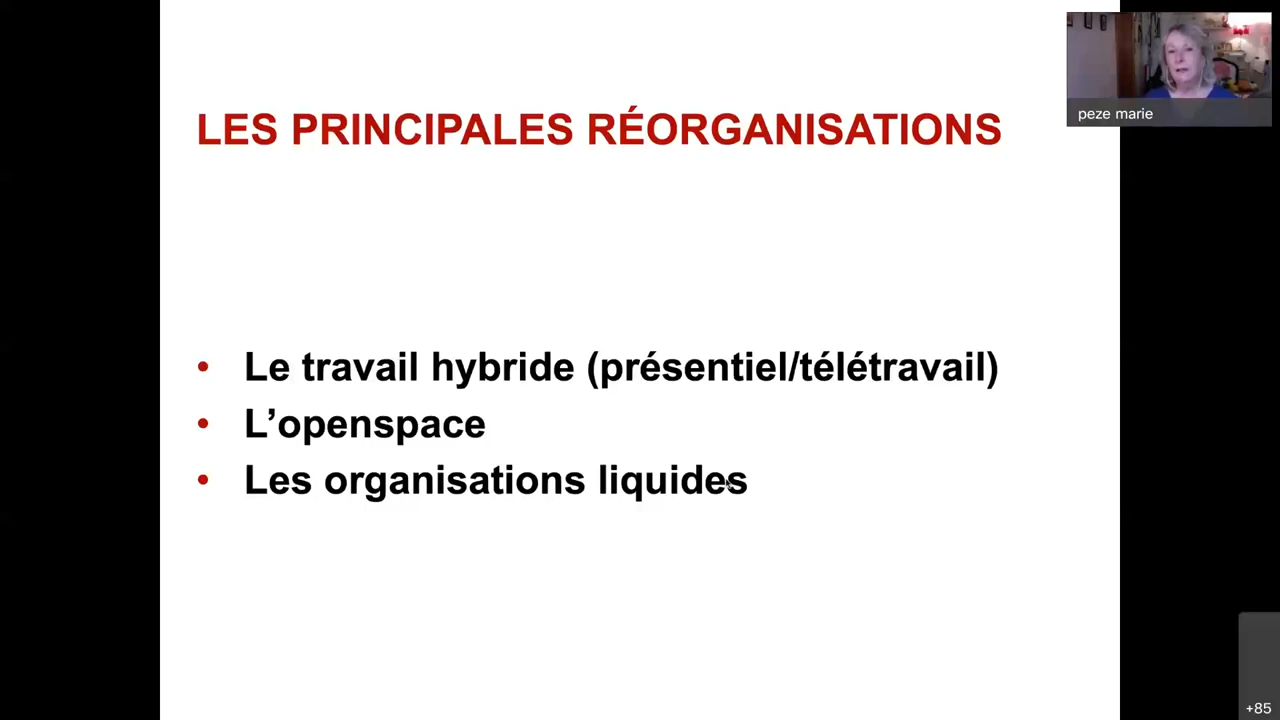 LES PRINCIPALES RÉORGANISATIONS
peze marie
• Le travail hybride (présentiel/télétravail)
• L’openspace
• Les organisations liquides
+85